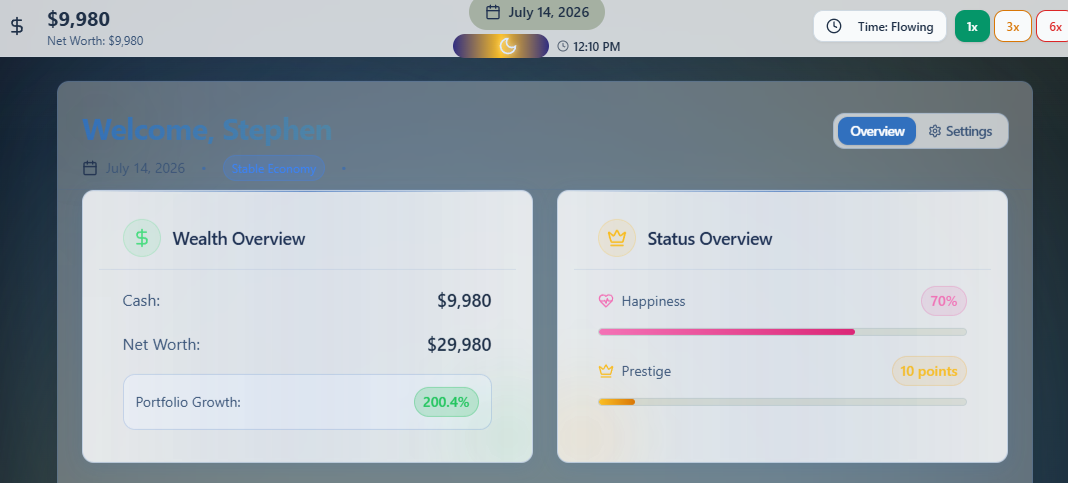 $9,980
Net Worth: $9,980
July 14, 2026
12:10 PM
Time: Flowing
1x
3x
6x
Welcome, Stephen
Overview
Settings
July 14, 2026
Wealth Overview
Cash:
$9,980
Net Worth:
$29,980
Portfolio Growth:
200.4%
Status Overview
Happiness
70%
Prestige
10 points